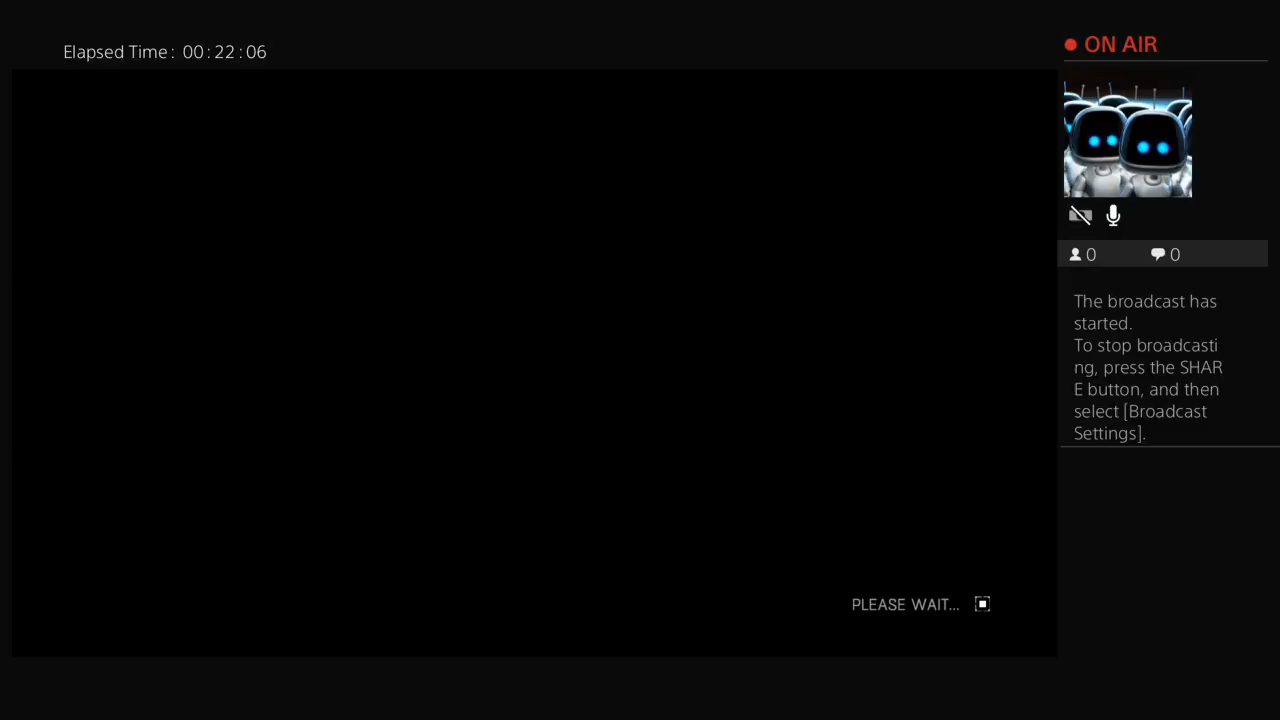 Elapsed Time: 00:22:06
ON AIR
0 0
The broadcast has
started.
To stop broadcasti
ng, press the SHAR
E button, and then
select [Broadcast
Settings].
PLEASE WAIT...